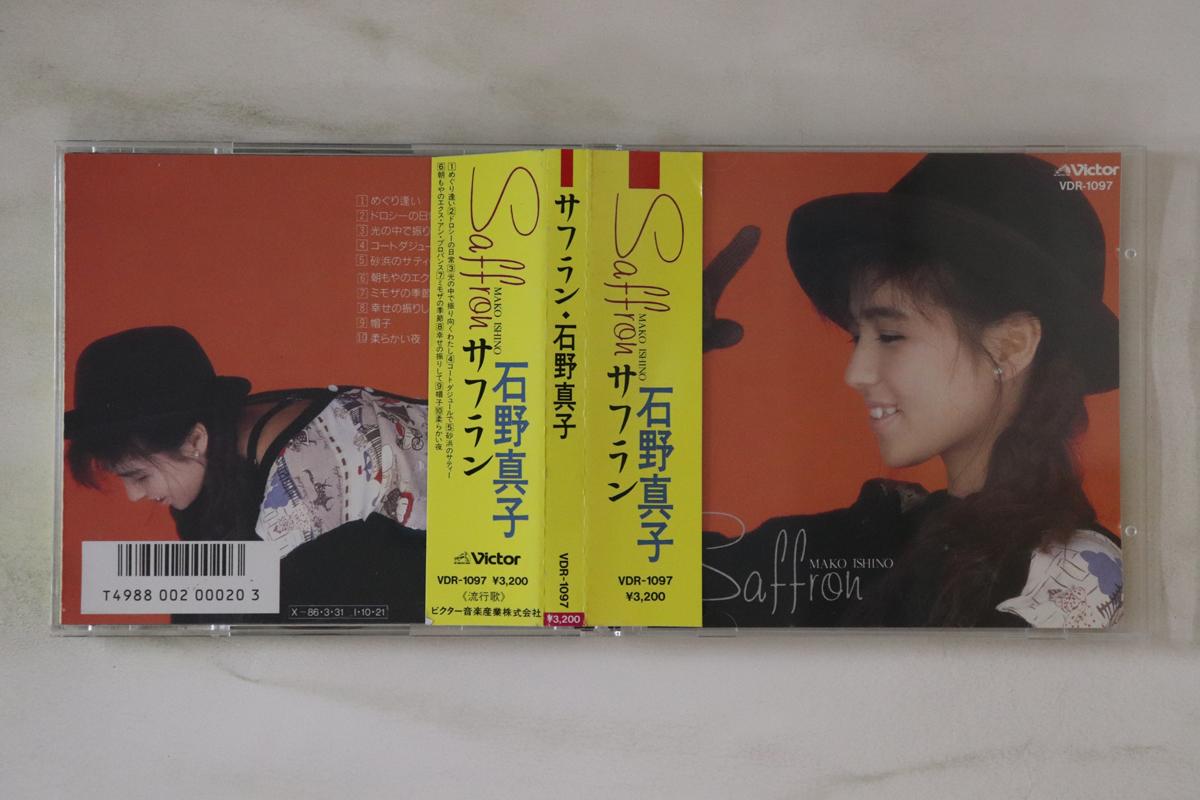 1 めぐり逢い
2 ドロシーの日
3 光の中で振り
4 コートダジュー
5 砂浜のサティ
6 朝もやのエク
7 ミモザの季節
8 幸せの振りし
9 帽子
10 柔らかい夜
T4988 002 00020 3
X-86・3・31 I・10・21
1めぐり逢い2ドロシーの日常3光の中で振り向くわたし4コートダジュールで5砂浜のサティー
6朝もやのエクス・アン・プロバンス7ミモザの季節8幸せの振りして9帽子10柔らかい夜
Saffron
MAKO ISHINO
サフラン
石野真子
Victor
VDR-1097 ¥3,200
《流行歌》
ビクター音楽産業株式会社
サフラン・石野真子
VDR-1097
¥3,200
Saffron
MAKO ISHINO
サフラン
石野真子
VDR-1097
¥3,200
Victor
VDR-1097
Saffron
MAKO ISHINO